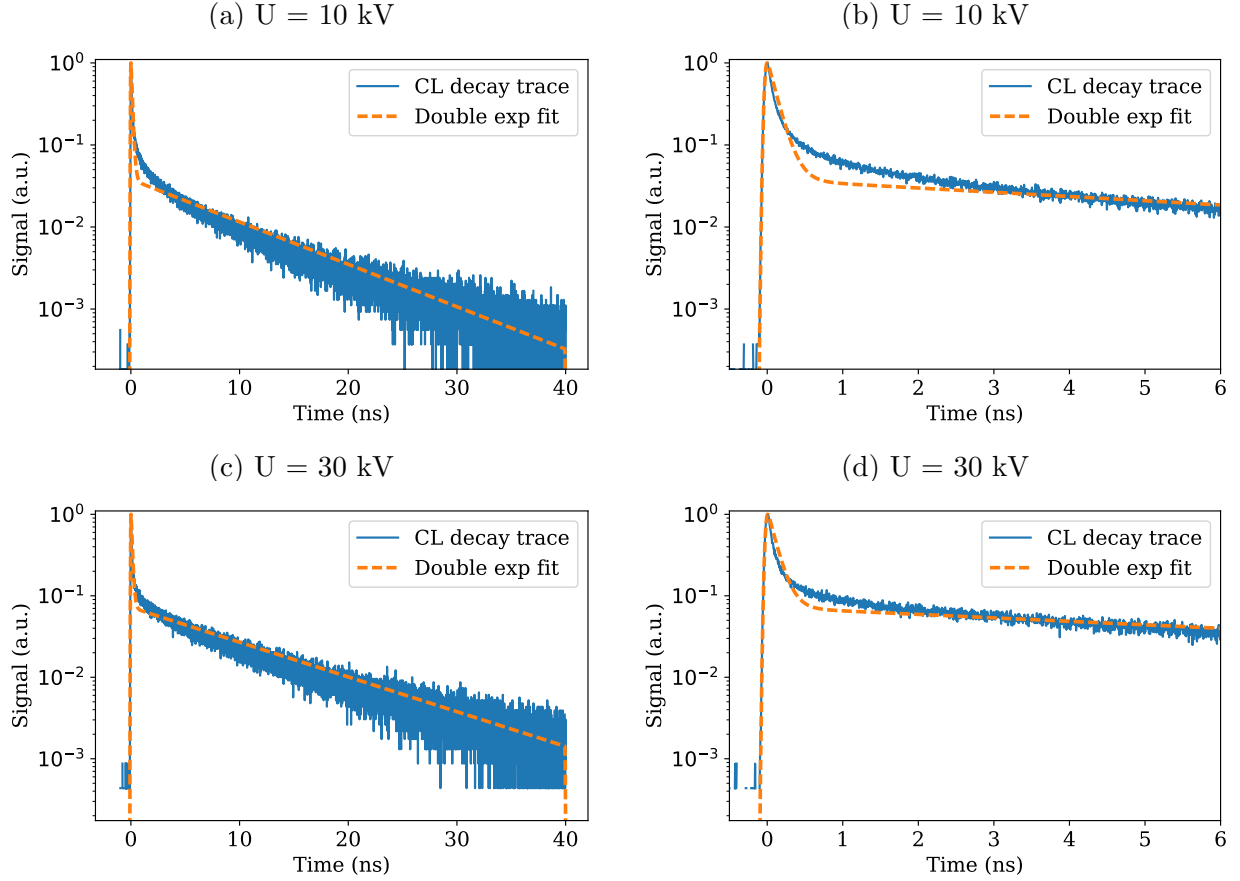 (a) U = 10 kV
10⁰
10⁻¹
10⁻²
10⁻³
Signal (a.u.)
CL decay trace
Double exp fit
0 10 20 30 40
Time (ns)
(b) U = 10 kV
10⁰
10⁻¹
10⁻²
10⁻³
Signal (a.u.)
CL decay trace
Double exp fit
0 1 2 3 4 5 6
Time (ns)
(c) U = 30 kV
10⁰
10⁻¹
10⁻²
10⁻³
Signal (a.u.)
CL decay trace
Double exp fit
0 10 20 30 40
Time (ns)
(d) U = 30 kV
10⁰
10⁻¹
10⁻²
10⁻³
Signal (a.u.)
CL decay trace
Double exp fit
0 1 2 3 4 5 6
Time (ns)